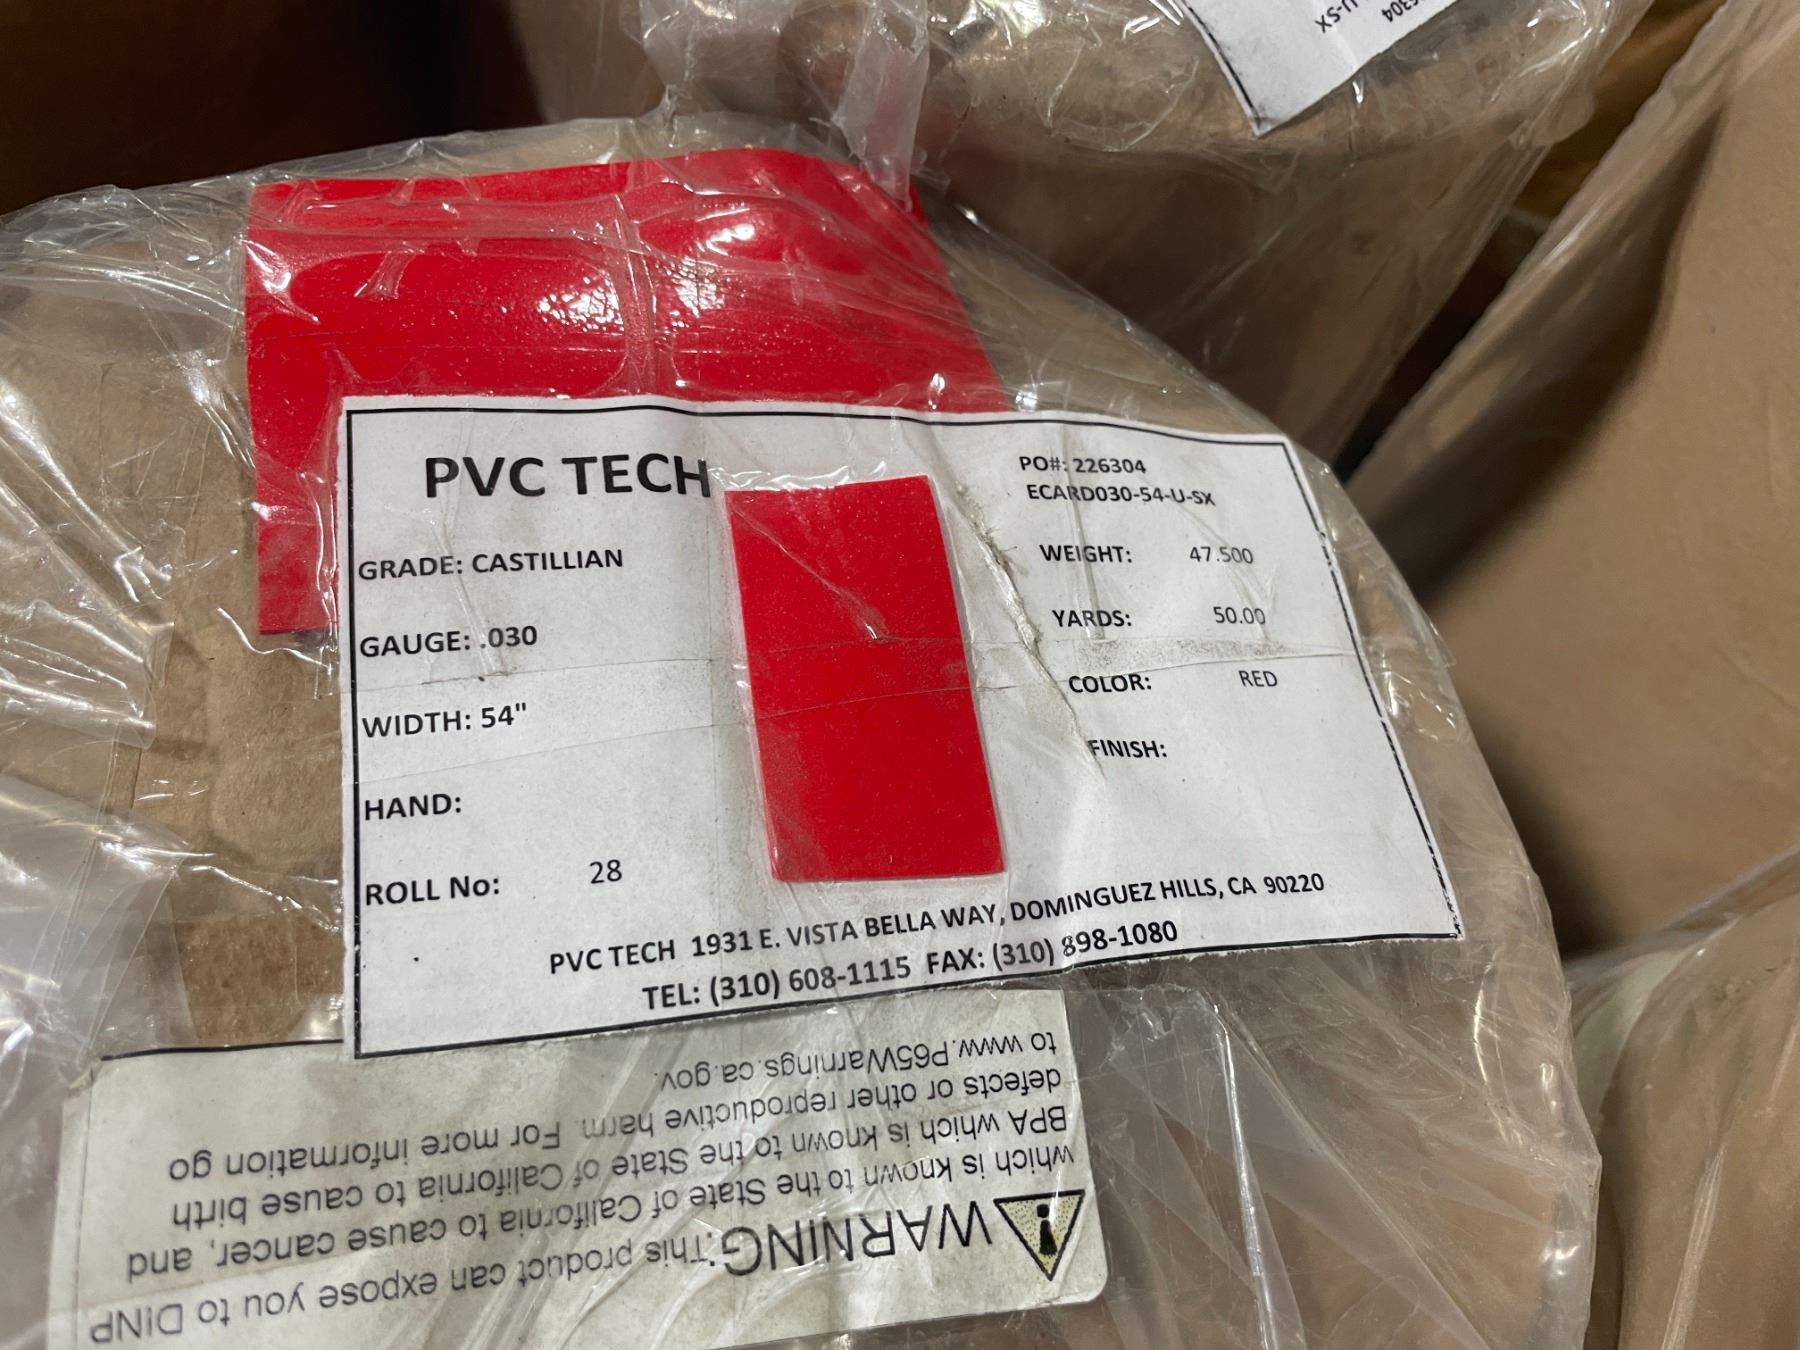 6304
U-SX
PVC TECH
GRADE: CASTILLIAN
GAUGE: .030
WIDTH: 54"
HAND:
ROLL No: 28
PO#: 226304
ECARD030-54-U-SX
WEIGHT: 47.500
YARDS: 50.00
COLOR: RED
FINISH:
PVC TECH 1931 E. VISTA BELLA WAY, DOMINGUEZ HILLS, CA 90220
TEL: (310) 608-1115 FAX: (310) 898-1080
WARNING: This product can expose you to DINP
which is known to the State of California to cause cancer, and
BPA which is known to the State of California to cause birth
defects or other reproductive harm. For more information go
to www.P65Warnings.ca.gov.